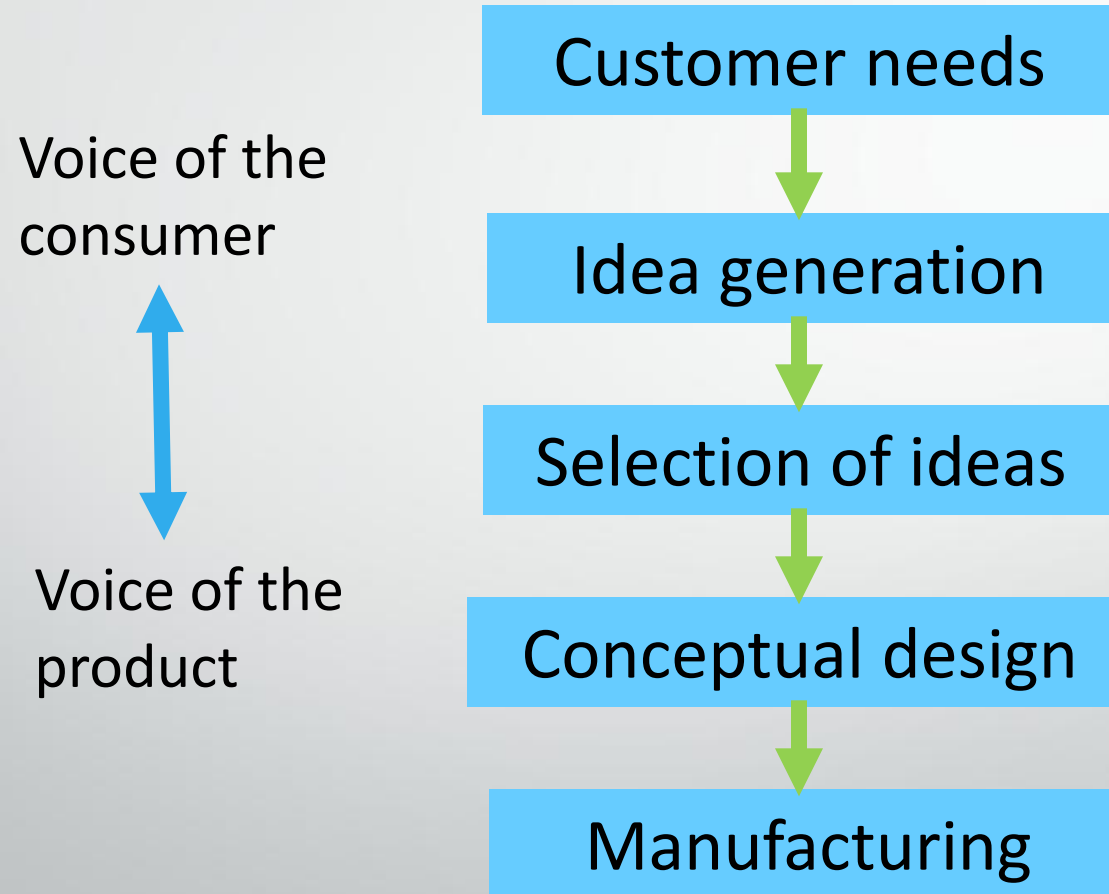 Customer needs
Voice of the
consumer
Idea generation
Selection of ideas
Voice of the
product
Conceptual design
Manufacturing